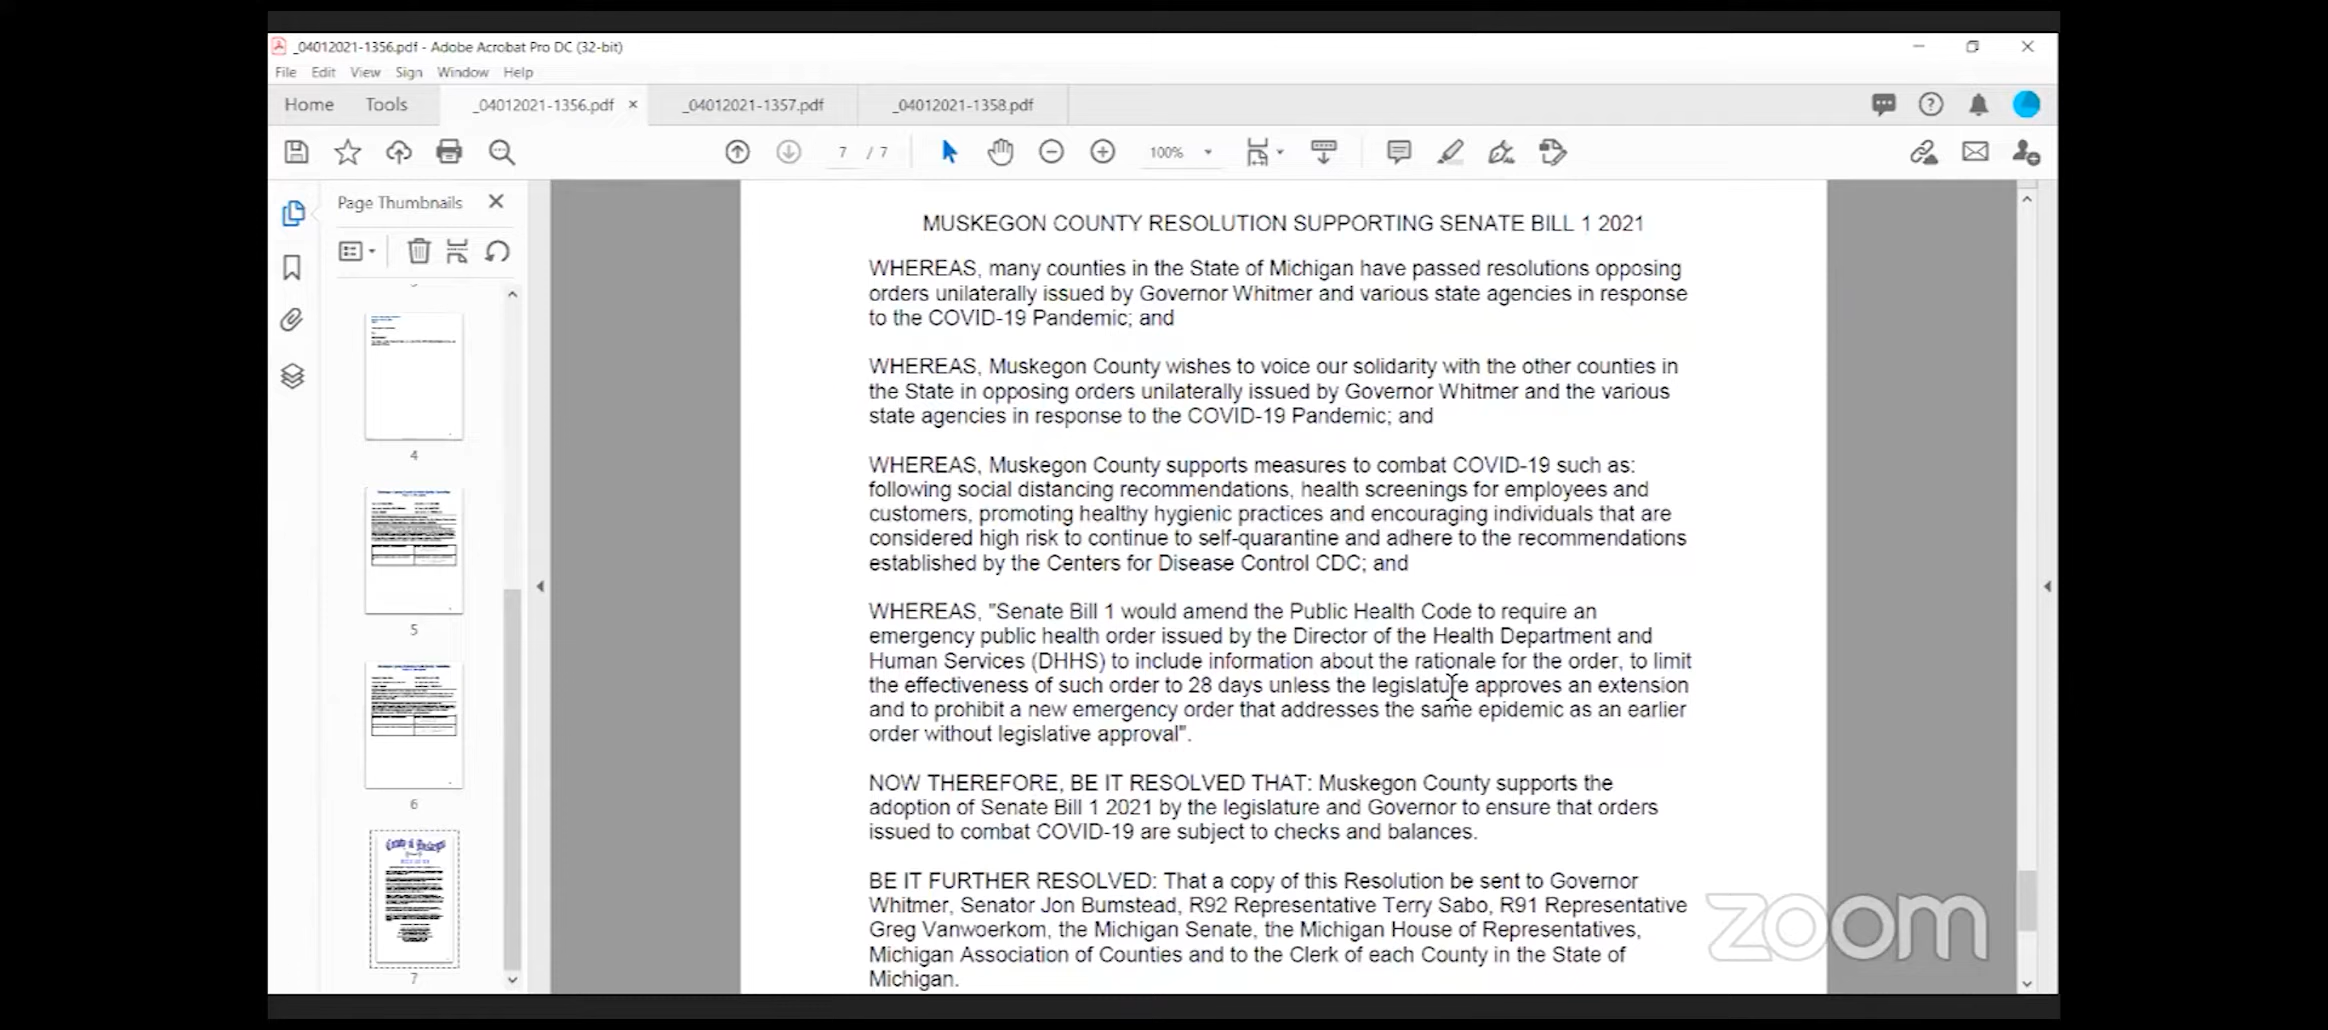 _04012021-1356.pdf - Adobe Acrobat Pro DC (32-bit)
File Edit View Sign Window Help
Home Tools _04012021-1356.pdf _04012021-1357.pdf _04012021-1358.pdf
7 / 7 100%
Page Thumbnails
4
5
6
7
MUSKEGON COUNTY RESOLUTION SUPPORTING SENATE BILL 1 2021
WHEREAS, many counties in the State of Michigan have passed resolutions opposing
orders unilaterally issued by Governor Whitmer and various state agencies in response
to the COVID-19 Pandemic; and
WHEREAS, Muskegon County wishes to voice our solidarity with the other counties in
the State in opposing orders unilaterally issued by Governor Whitmer and the various
state agencies in response to the COVID-19 Pandemic; and
WHEREAS, Muskegon County supports measures to combat COVID-19 such as:
following social distancing recommendations, health screenings for employees and
customers, promoting healthy hygienic practices and encouraging individuals that are
considered high risk to continue to self-quarantine and adhere to the recommendations
established by the Centers for Disease Control CDC; and
WHEREAS, "Senate Bill 1 would amend the Public Health Code to require an
emergency public health order issued by the Director of the Health Department and
Human Services (DHHS) to include information about the rationale for the order, to limit
the effectiveness of such order to 28 days unless the legislature approves an extension
and to prohibit a new emergency order that addresses the same epidemic as an earlier
order without legislative approval".
NOW THEREFORE, BE IT RESOLVED THAT: Muskegon County supports the
adoption of Senate Bill 1 2021 by the legislature and Governor to ensure that orders
issued to combat COVID-19 are subject to checks and balances.
BE IT FURTHER RESOLVED: That a copy of this Resolution be sent to Governor
Whitmer, Senator Jon Bumstead, R92 Representative Terry Sabo, R91 Representative
Greg Vanwoerkom, the Michigan Senate, the Michigan House of Representatives,
Michigan Association of Counties and to the Clerk of each County in the State of
Michigan.
zoom